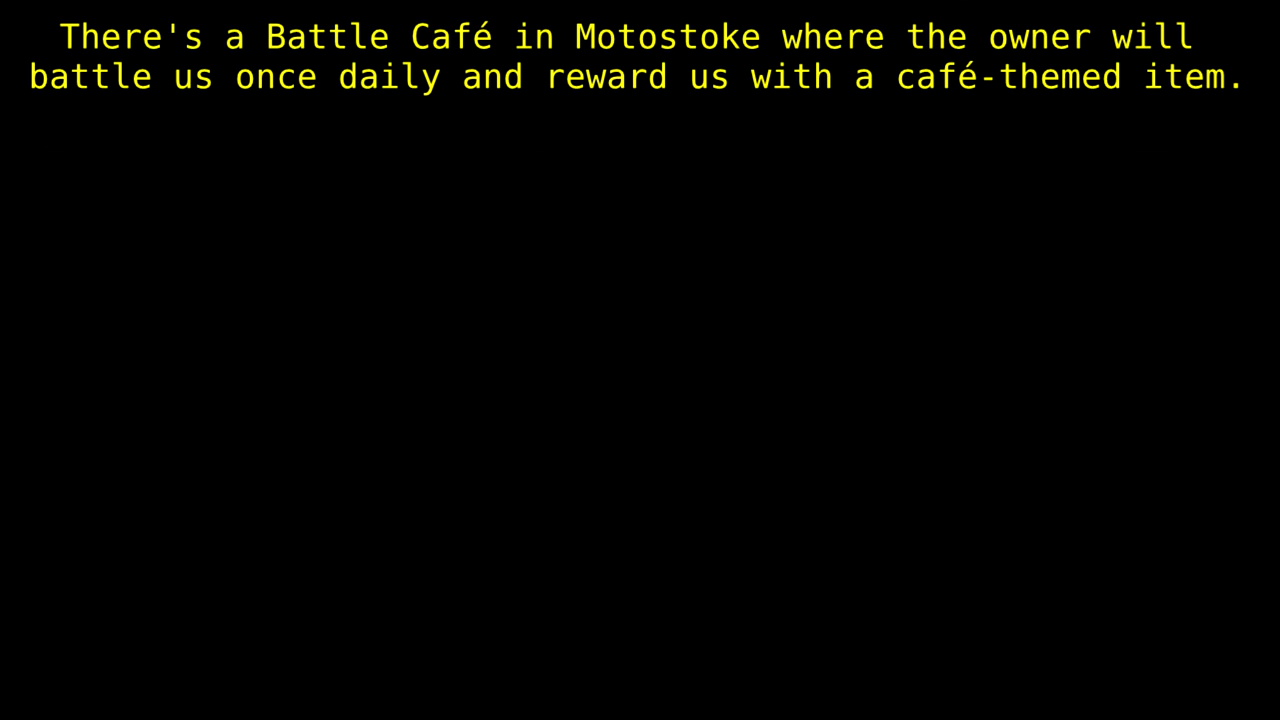 There's a Battle Café in Motostoke where the owner will
battle us once daily and reward us with a café-themed item.